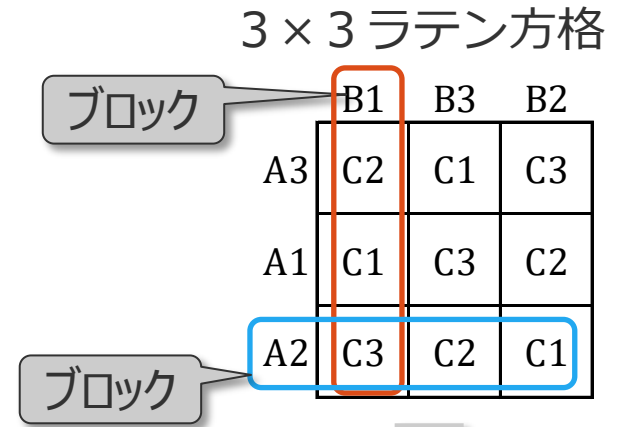 3×3ラテン方格
ブロック
B1 B3 B2
A3 C2 C1 C3
A1 C1 C3 C2
A2 C3 C2 C1
ブロック